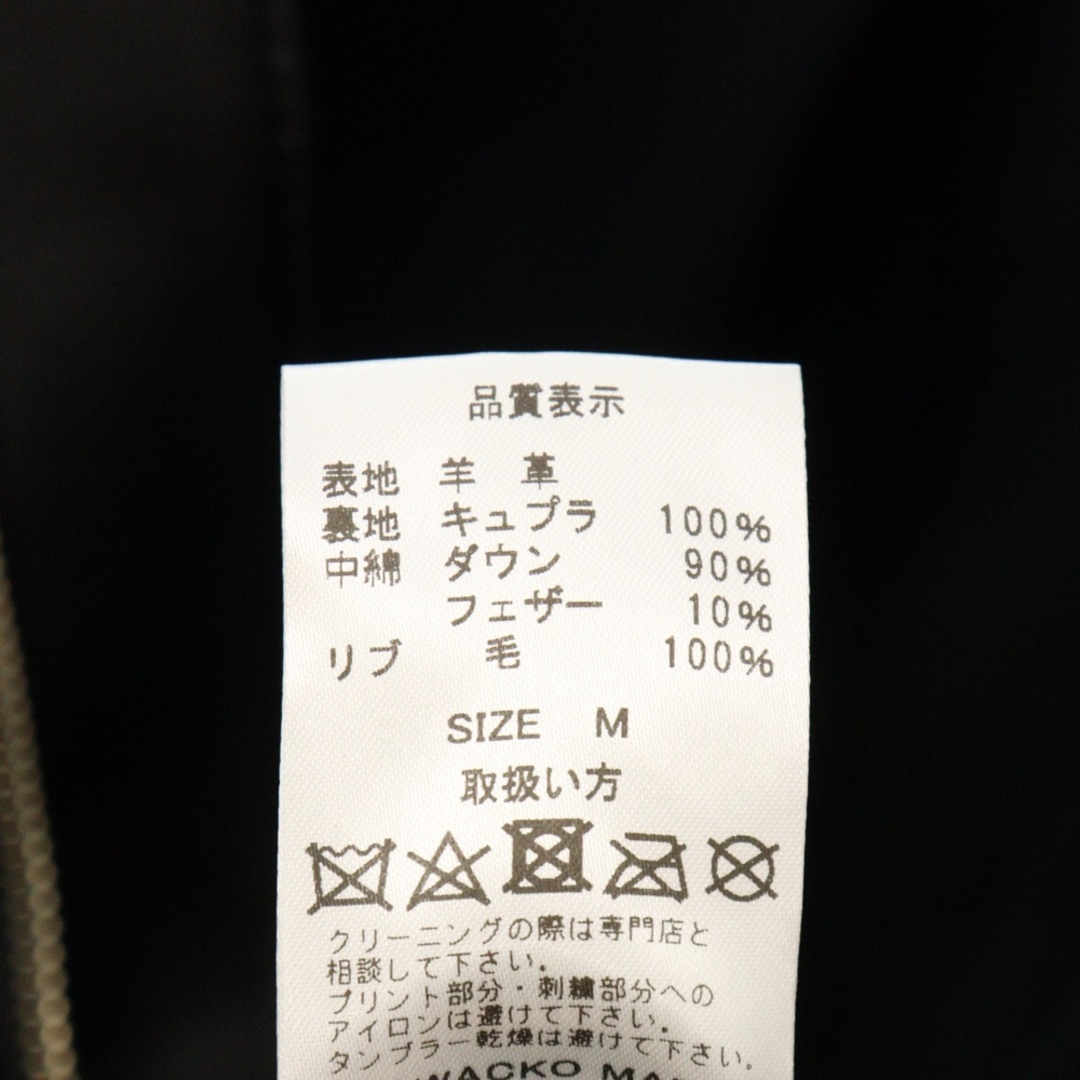 品質表示
表地 羊 革
裏地 キュプラ 100%
中綿 ダウン 90%
フェザー 10%
リブ 毛 100%
SIZE M
取扱い方
クリーニングの際は専門店と
相談して下さい.
プリント部分・刺繍部分への
アイロンは避けて下さい.
タンブラー乾燥は避けて下さい.
WACKO